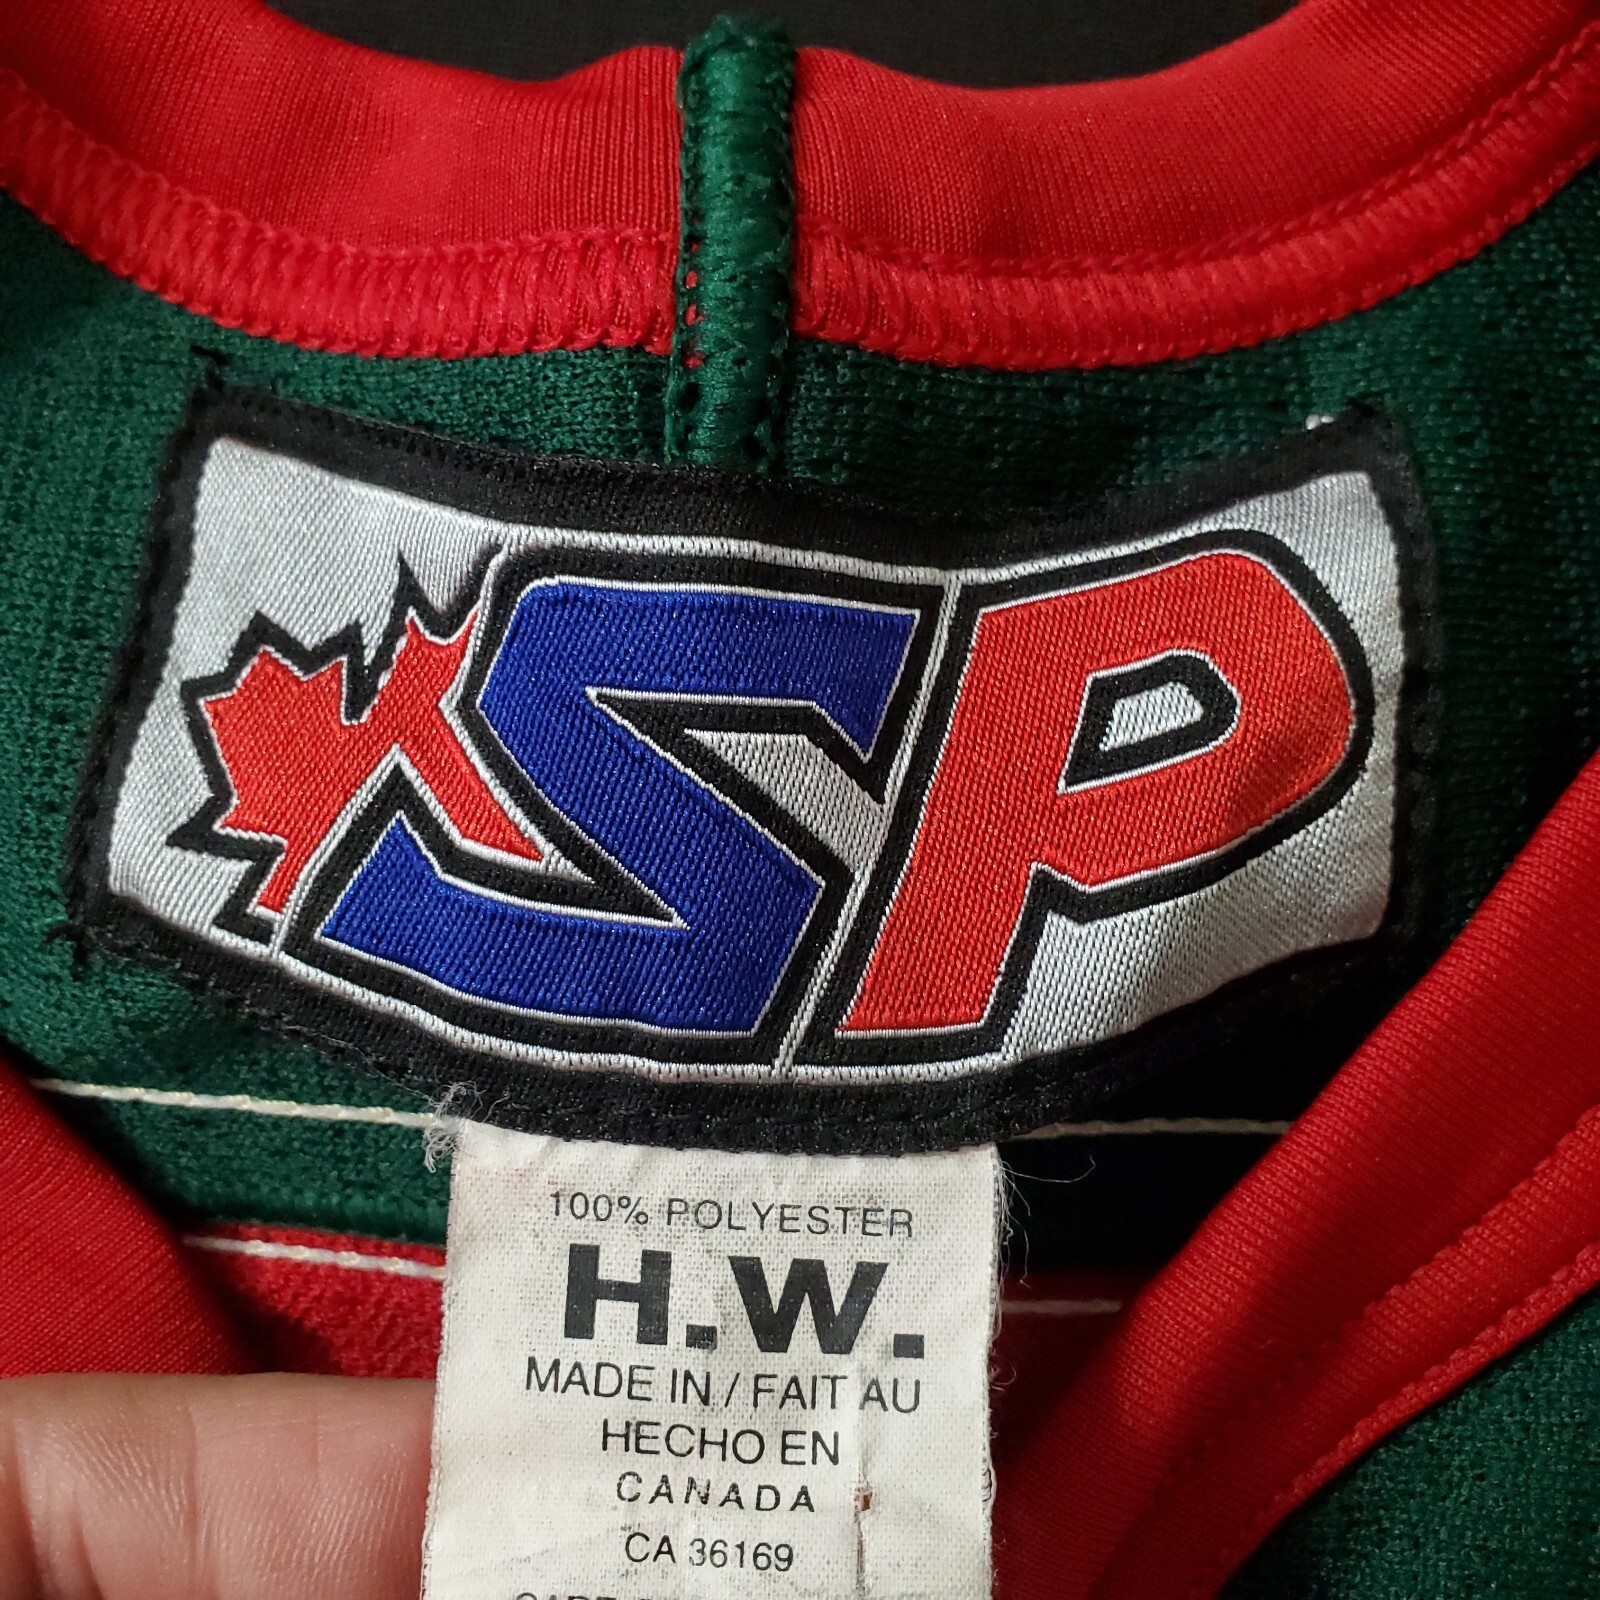 SP
100% POLYESTER
H.W.
MADE IN / FAIT AU
HECHO EN
CANADA
CA 36169